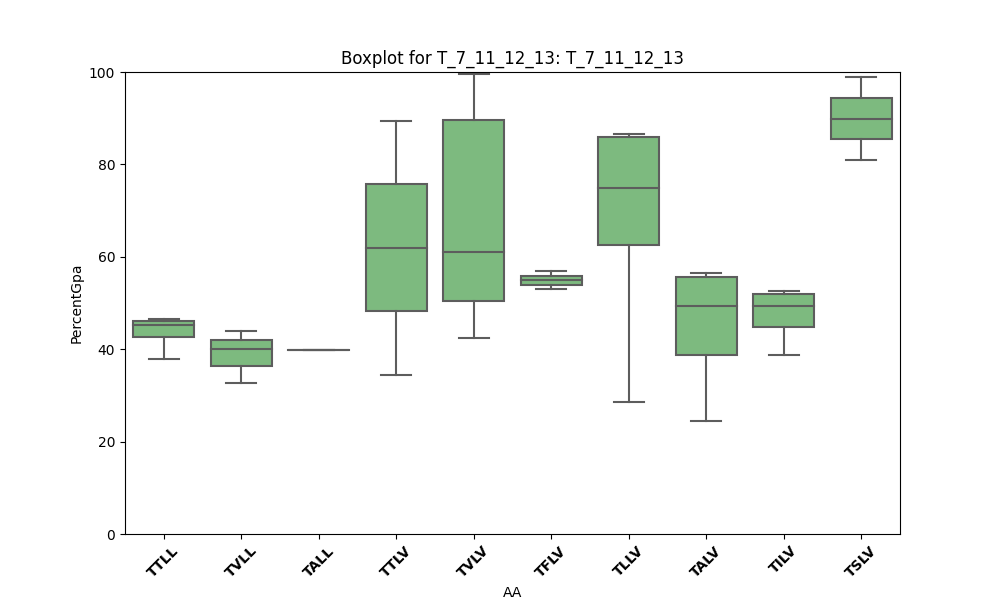 Boxplot for T_7_11_12_13: T_7_11_12_13
100
80
60
40
20
0
PercentGpa
TTLL
TVLL
TALL
TTLV
TVLV
TFLV
TLLV
TALV
TILV
TSLV
AA